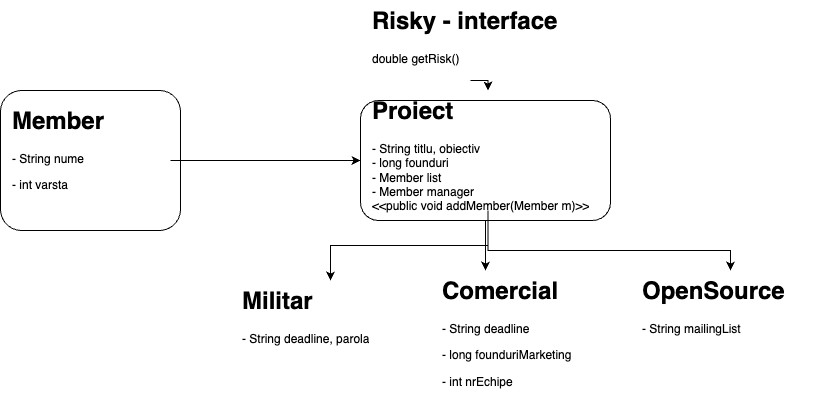 Risky - interface
double getRisk()
Member
- String nume
- int varsta
Proiect
- String titlu, obiectiv
- long founduri
- Member list
- Member manager
<<public void addMember(Member m)>>
Militar
- String deadline, parola
Comercial
- String deadline
- long founduriMarketing
- int nrEchipe
OpenSource
- String mailingList